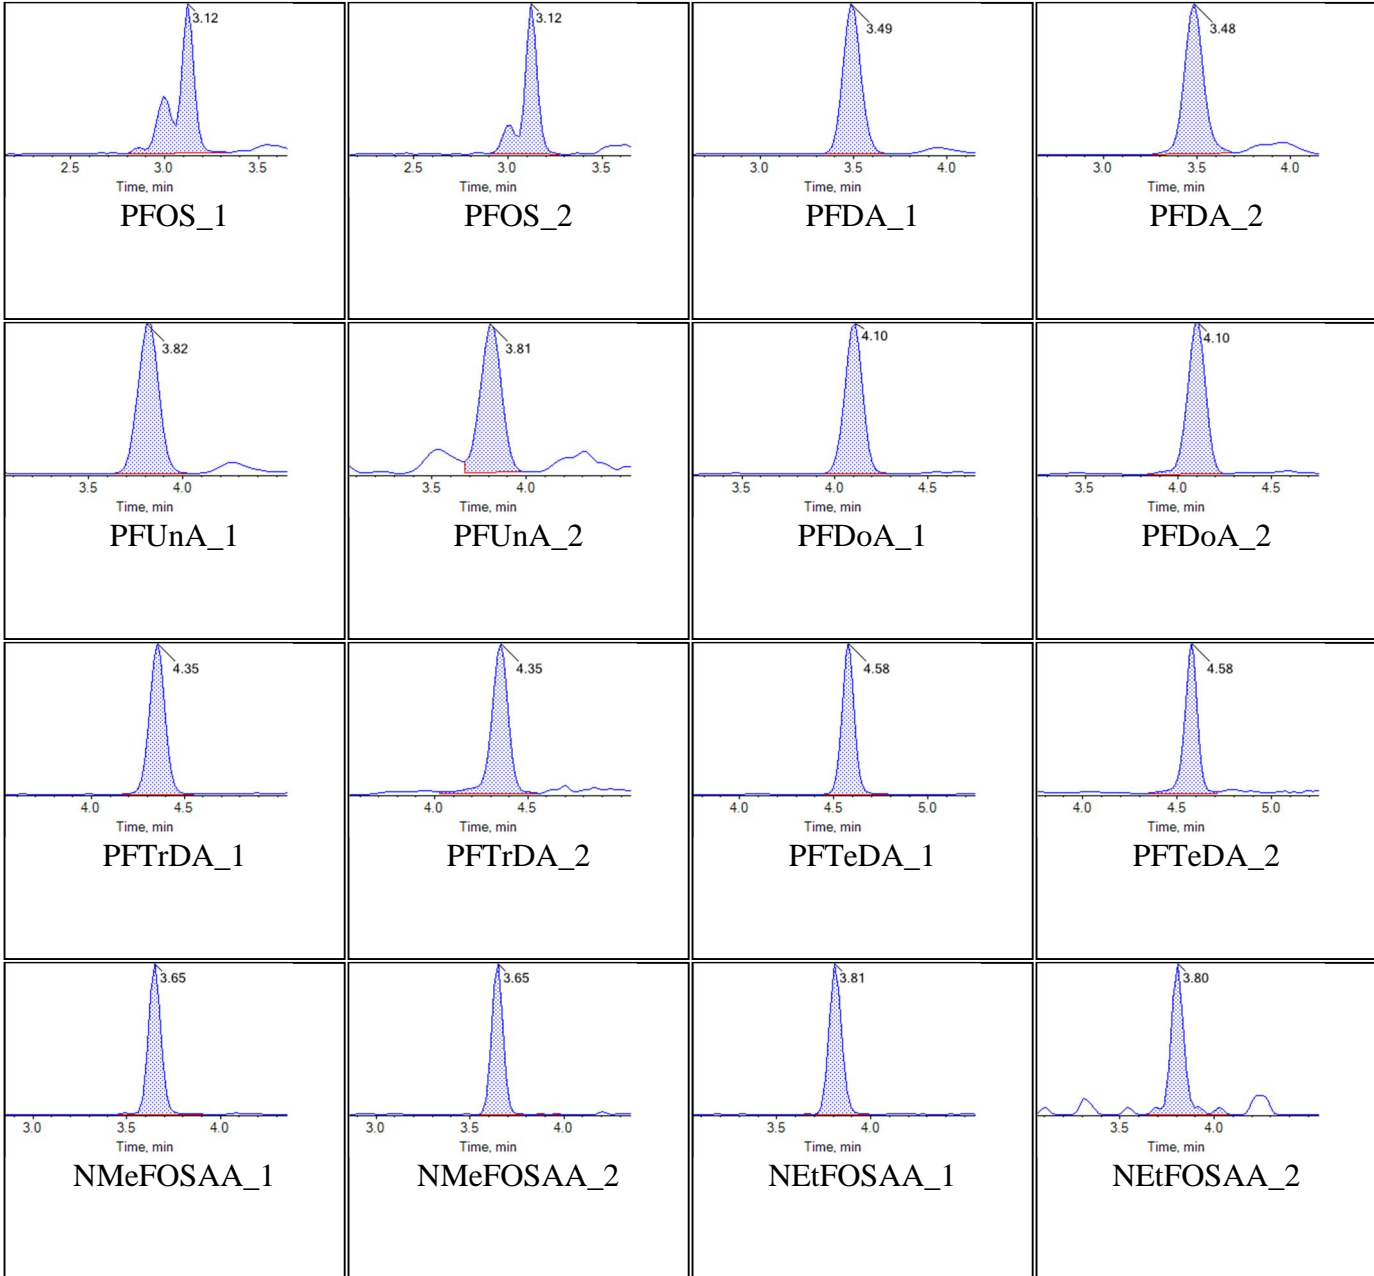 3.12 3.12 3.49 3.48
2.5 3.0 3.5 2.5 3.0 3.5 3.0 3.5 4.0 3.0 3.5 4.0
Time, min Time, min Time, min Time, min
PFOS_1 PFOS_2 PFDA_1 PFDA_2
3.82 3.81 4.10 4.10
3.5 4.0 3.5 4.0 3.5 4.0 4.5 3.5 4.0 4.5
Time, min Time, min Time, min Time, min
PFUnA_1 PFUnA_2 PFDoA_1 PFDoA_2
4.35 4.35 4.58 4.58
4.0 4.5 4.0 4.5 4.0 4.5 5.0 4.0 4.5 5.0
Time, min Time, min Time, min Time, min
PFTrDA_1 PFTrDA_2 PFTeDA_1 PFTeDA_2
3.65 3.65 3.81 3.80
3.0 3.5 4.0 3.0 3.5 4.0 3.5 4.0 3.5 4.0
Time, min Time, min Time, min Time, min
NMeFOSAA_1 NMeFOSAA_2 NEtFOSAA_1 NEtFOSAA_2